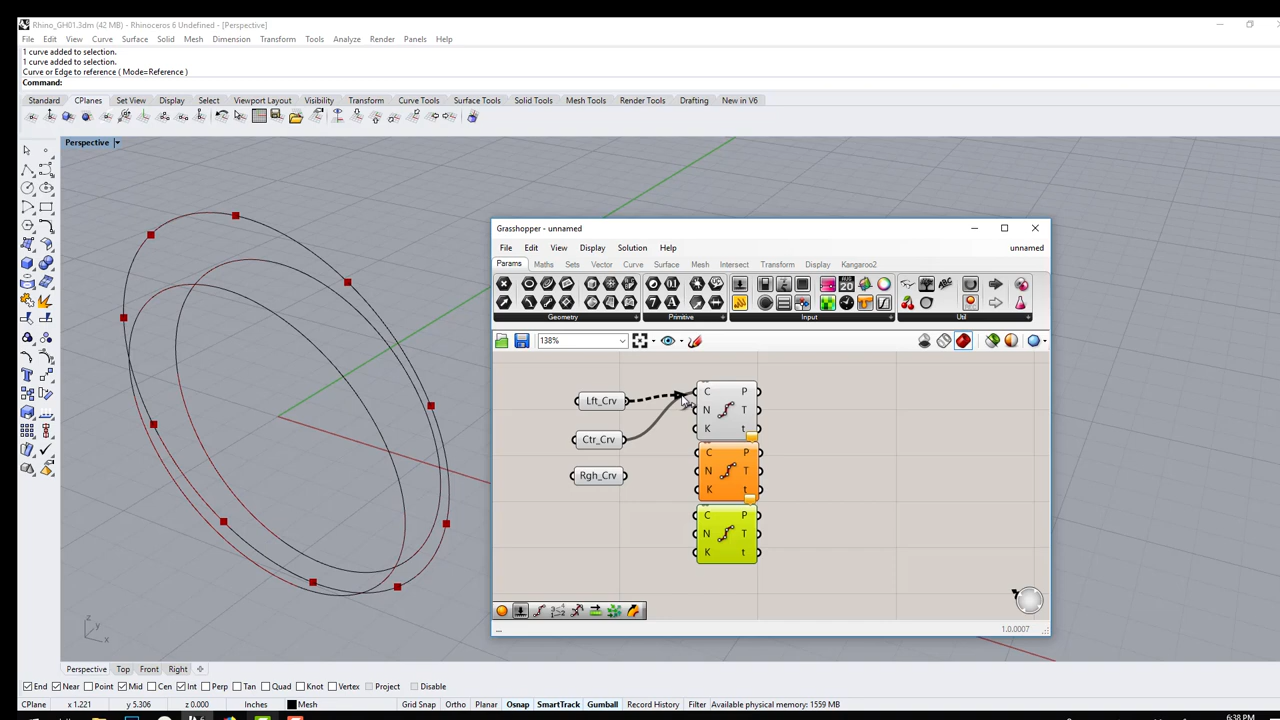 Rhino_GH01.3dm (42 MB) - Rhinoceros 6 Undefined - [Perspective]
File Edit View Curve Surface Solid Mesh Dimension Transform Tools Analyze Render Panels Help
1 curve added to selection.
1 curve added to selection.
Curve or Edge to reference ( Mode=Reference )
Command:
Standard CPlanes Set View Display Select Viewport Layout Visibility Transform Curve Tools Surface Tools Solid Tools Mesh Tools Render Tools Drafting New in V6
Perspective
Grasshopper - unnamed
File Edit View Display Solution Help unnamed
Params Maths Sets Vector Curve Surface Mesh Intersect Transform Display Kangaroo2
Geometry Primitive Input Util
138%
Lft_Crv
Ctr_Crv
Rgh_Crv
C P
N T
K t
C P
N T
K t
C P
N T
K t
...
1.0.0007
z
y
x
Perspective Top Front Right
End Near Point Mid Cen Int Perp Tan Quad Knot Vertex Project Disable
CPlane x 1.221 y 5.306 z 0.000 Inches Mesh Grid Snap Ortho Planar Osnap SmartTrack Gumball Record History Filter Available physical memory: 1559 MB
6:38 PM